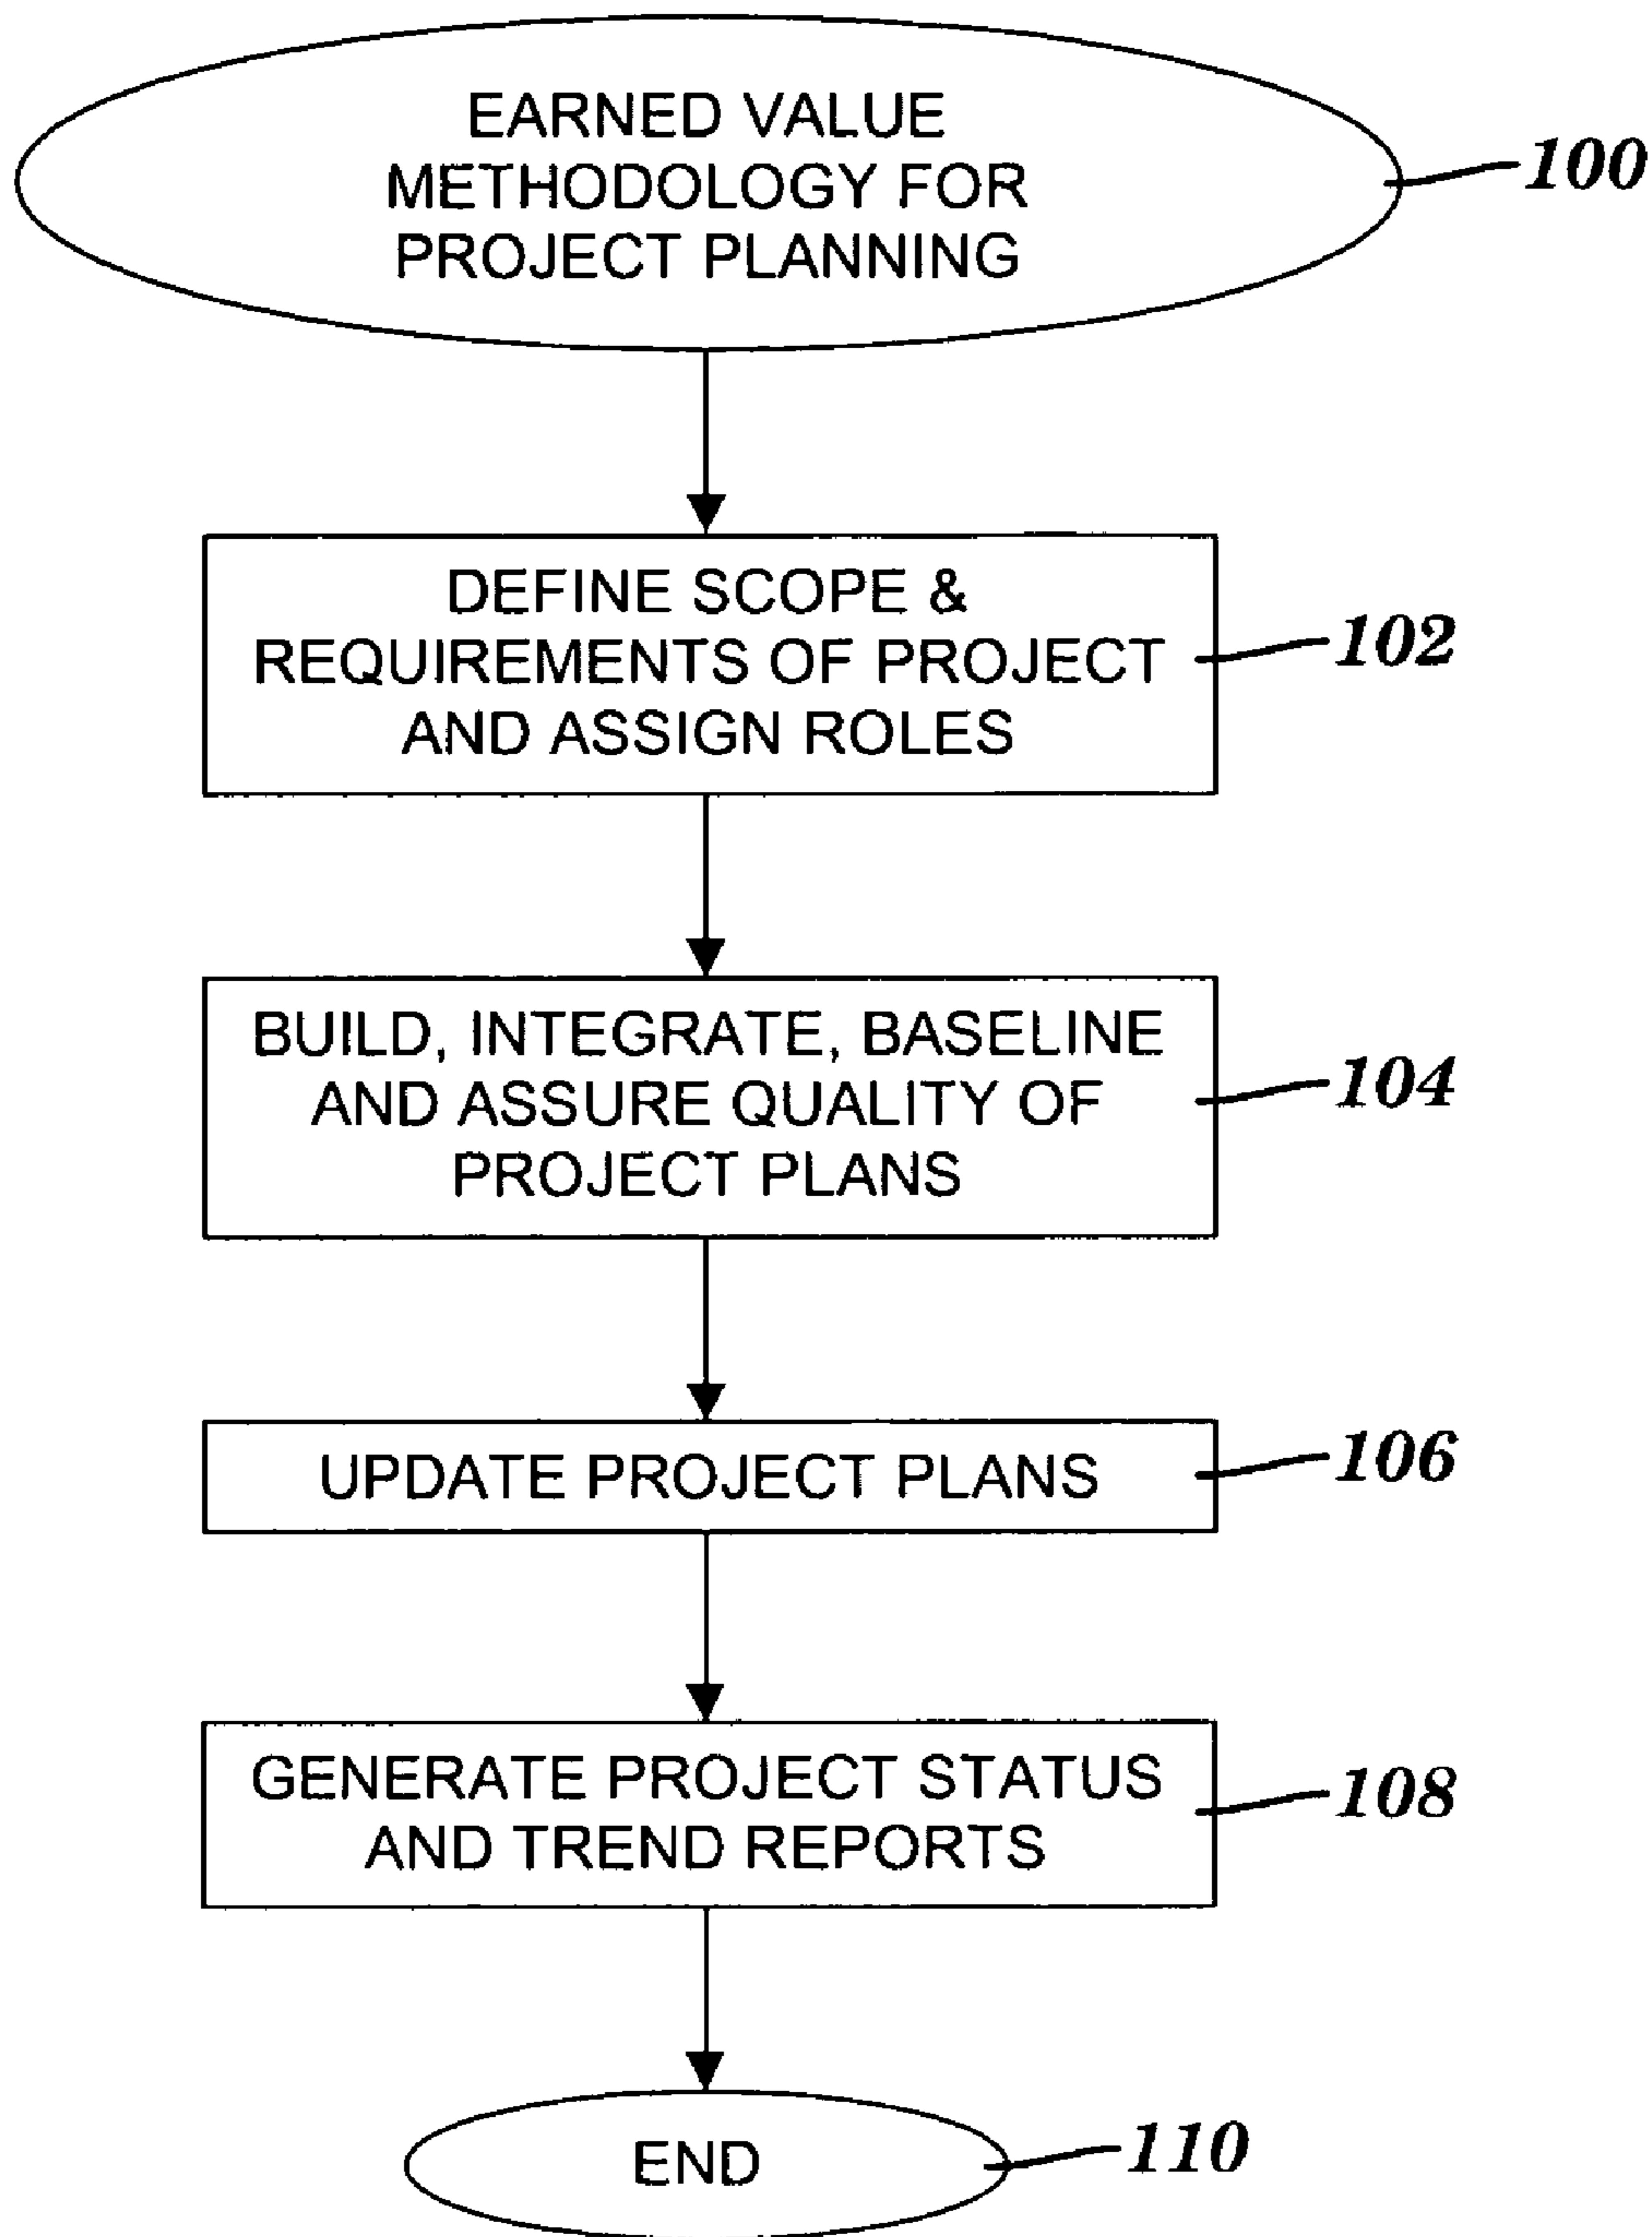 EARNED VALUE
METHODOLOGY FOR
PROJECT PLANNING
100
DEFINE SCOPE &
REQUIREMENTS OF PROJECT
AND ASSIGN ROLES
102
BUILD, INTEGRATE, BASELINE
AND ASSURE QUALITY OF
PROJECT PLANS
104
UPDATE PROJECT PLANS
106
GENERATE PROJECT STATUS
AND TREND REPORTS
108
END
110